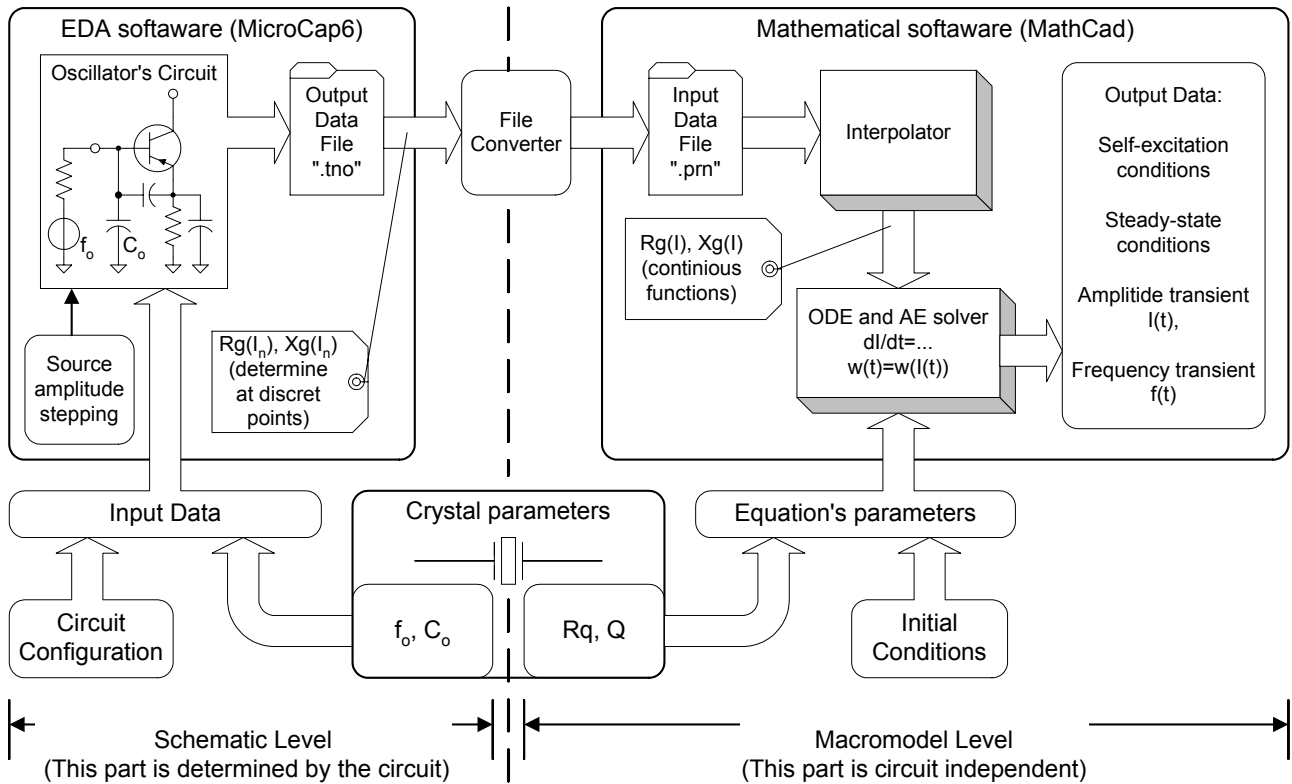 EDA softaware (MicroCap6)
Oscillator's Circuit
f₀
C₀
Source
amplitude
stepping
Output
Data
File
".tno"
Rg(Iₙ), Xg(Iₙ)
(determine
at discret
points)
File
Converter
Mathematical softaware (MathCad)
Input
Data
File
".prn"
Interpolator
Rg(I), Xg(I)
(continious
functions)
ODE and AE solver
dI/dt=...
w(t)=w(I(t))
Output Data:
Self-excitation
conditions
Steady-state
conditions
Amplitide transient
I(t),
Frequency transient
f(t)
Input Data
Crystal parameters
Equation's parameters
Circuit
Configuration
f₀, C₀
Rq, Q
Initial
Conditions
Schematic Level
(This part is determined by the circuit)
Macromodel Level
(This part is circuit independent)